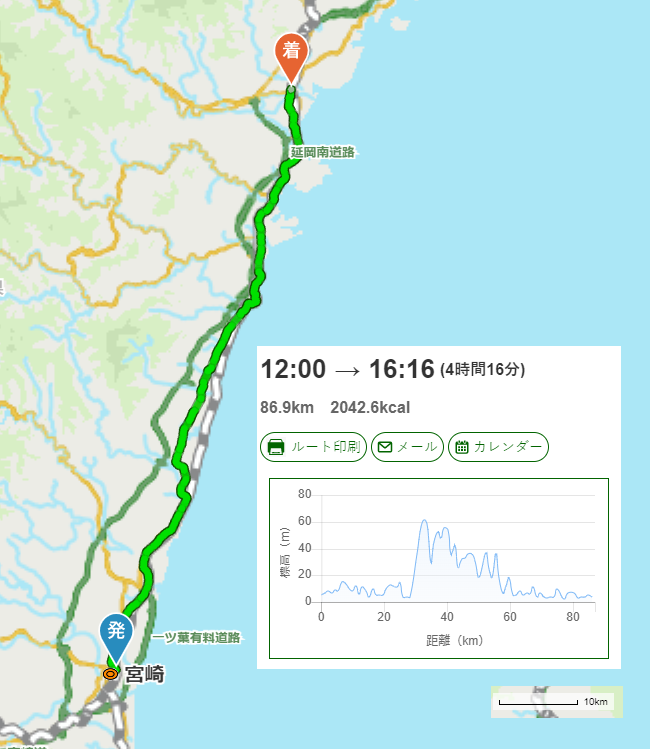 着
延岡南道路
県
12:00 → 16:16 (4時間16分)
86.9km 2042.6kcal
ルート印刷 メール カレンダー
80
60
40
20
0
標高 (m)
0 20 40 60 80
距離 (km)
発
一ツ葉有料道路
宮崎
10km